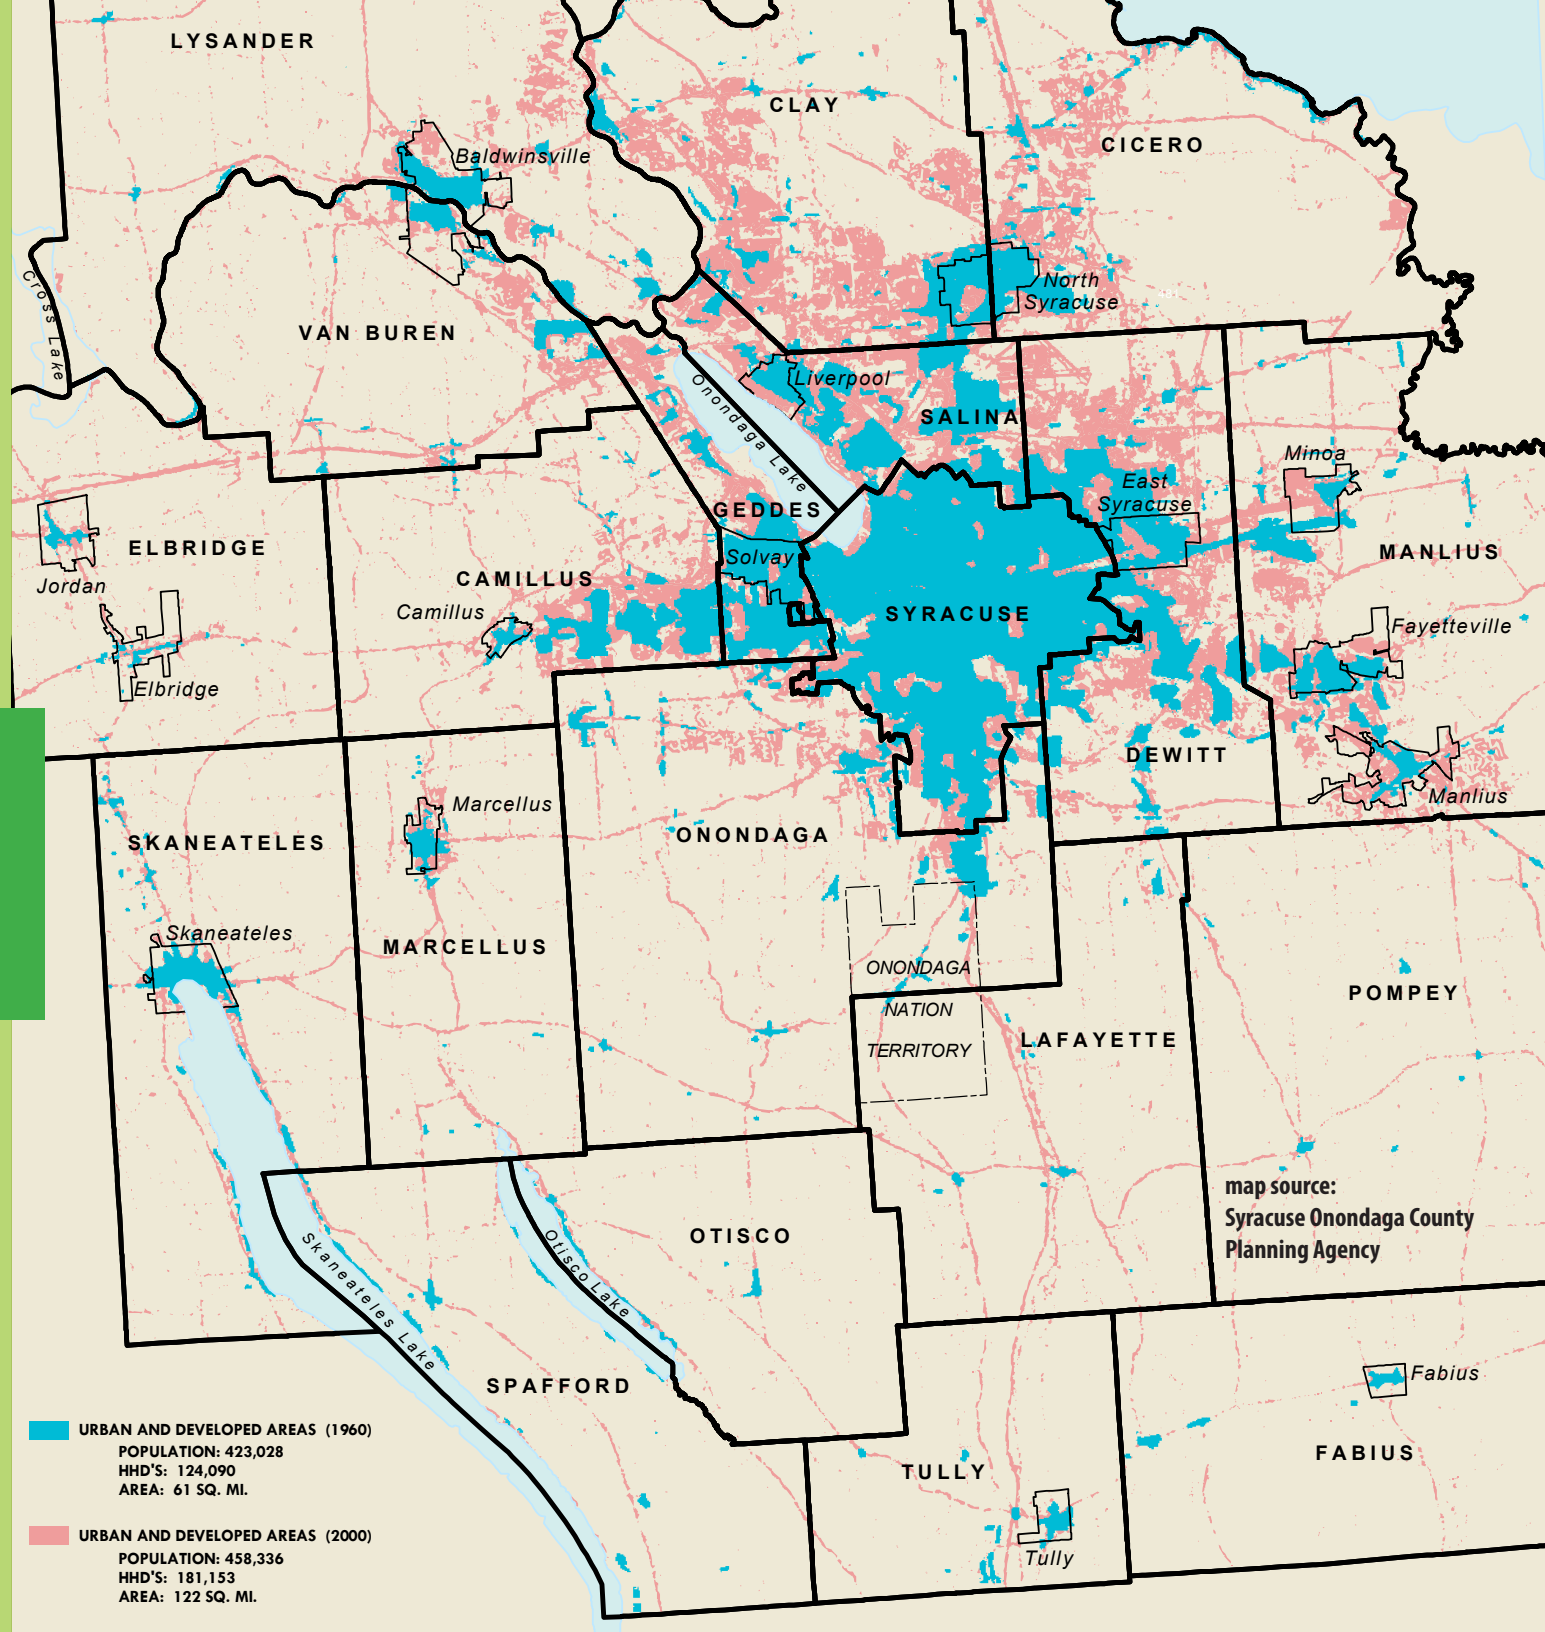 LYSANDER
CLAY
CICERO
Baldwinsville
North
Syracuse
Cross Lake
VAN BUREN
Liverpool
Onondaga Lake
SALINA
Minoa
East
Syracuse
GEDDES
ELBRIDGE
MANLIUS
Solvay
Jordan
CAMILLUS
Camillus
SYRACUSE
Fayetteville
Elbridge
DEWITT
Manlius
Marcellus
SKANEATELES
ONONDAGA
Skaneateles
MARCELLUS
ONONDAGA
NATION
TERRITORY
POMPEY
LAFAYETTE
map source:
Syracuse Onondaga County
Planning Agency
OTISCO
Skaneateles Lake
Otisco Lake
SPAFFORD
Fabius
FABIUS
TULLY
Tully
URBAN AND DEVELOPED AREAS (1960)
POPULATION: 423,028
HHD'S: 124,090
AREA: 61 SQ. MI.
URBAN AND DEVELOPED AREAS (2000)
POPULATION: 458,336
HHD'S: 181,153
AREA: 122 SQ. MI.